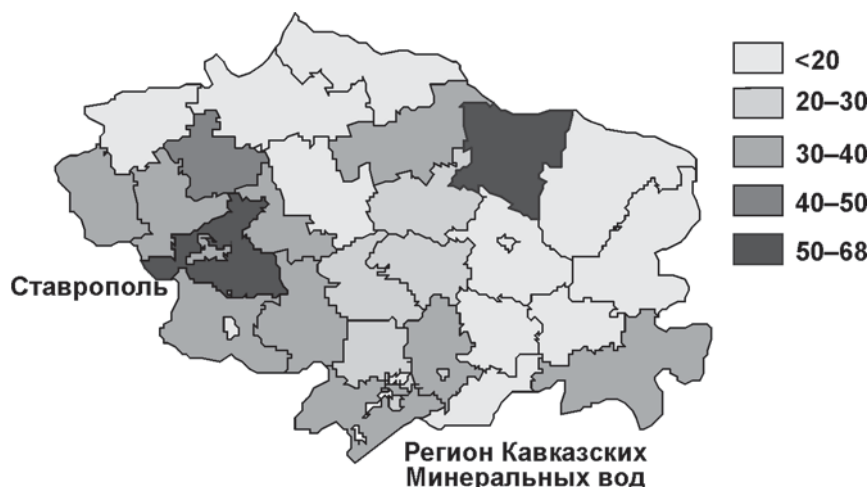 <20
20–30
30–40
40–50
50–68
Ставрополь
Регион Кавказских
Минеральных вод